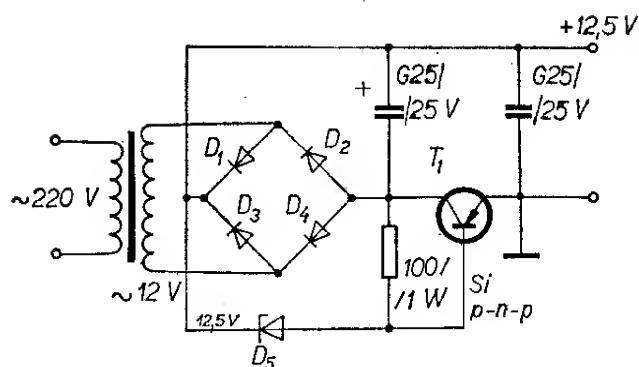 +12,5 V
G25/
/25 V
+
G25/
/25 V
D1
D2
T1
~220 V
D3
D4
100/
/1 W
Si
p-n-p
~12 V
12,5 V
D5